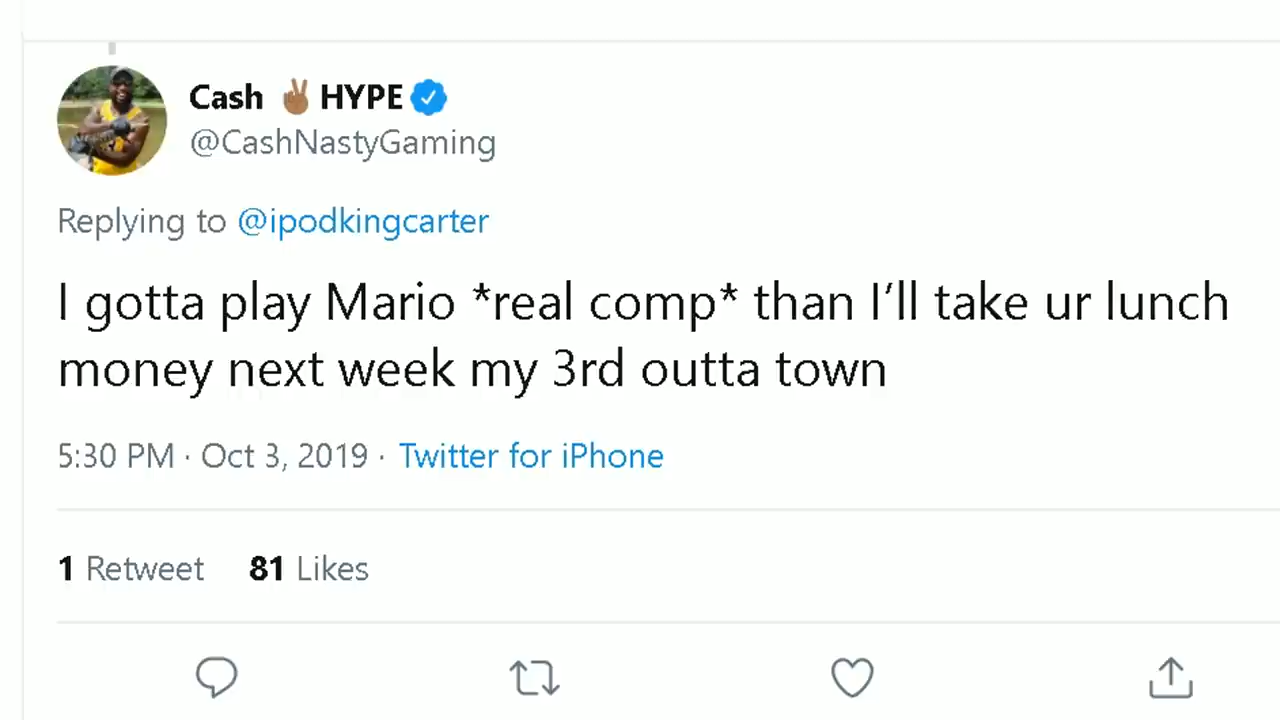 Cash ✌🏾 HYPE
@CashNastyGaming
Replying to @ipodkingcarter
I gotta play Mario *real comp* than I’ll take ur lunch
money next week my 3rd outta town
5:30 PM · Oct 3, 2019 · Twitter for iPhone
1 Retweet 81 Likes